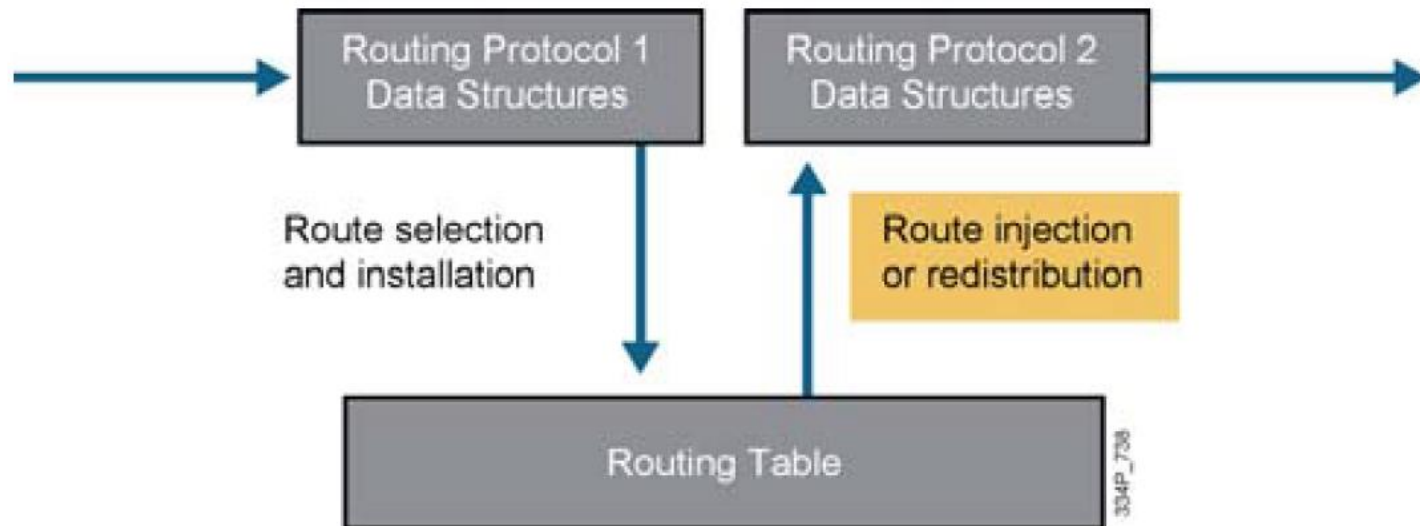 Routing Protocol 1
Data Structures
Routing Protocol 2
Data Structures
Route selection
and installation
Route injection
or redistribution
Routing Table
334P_738